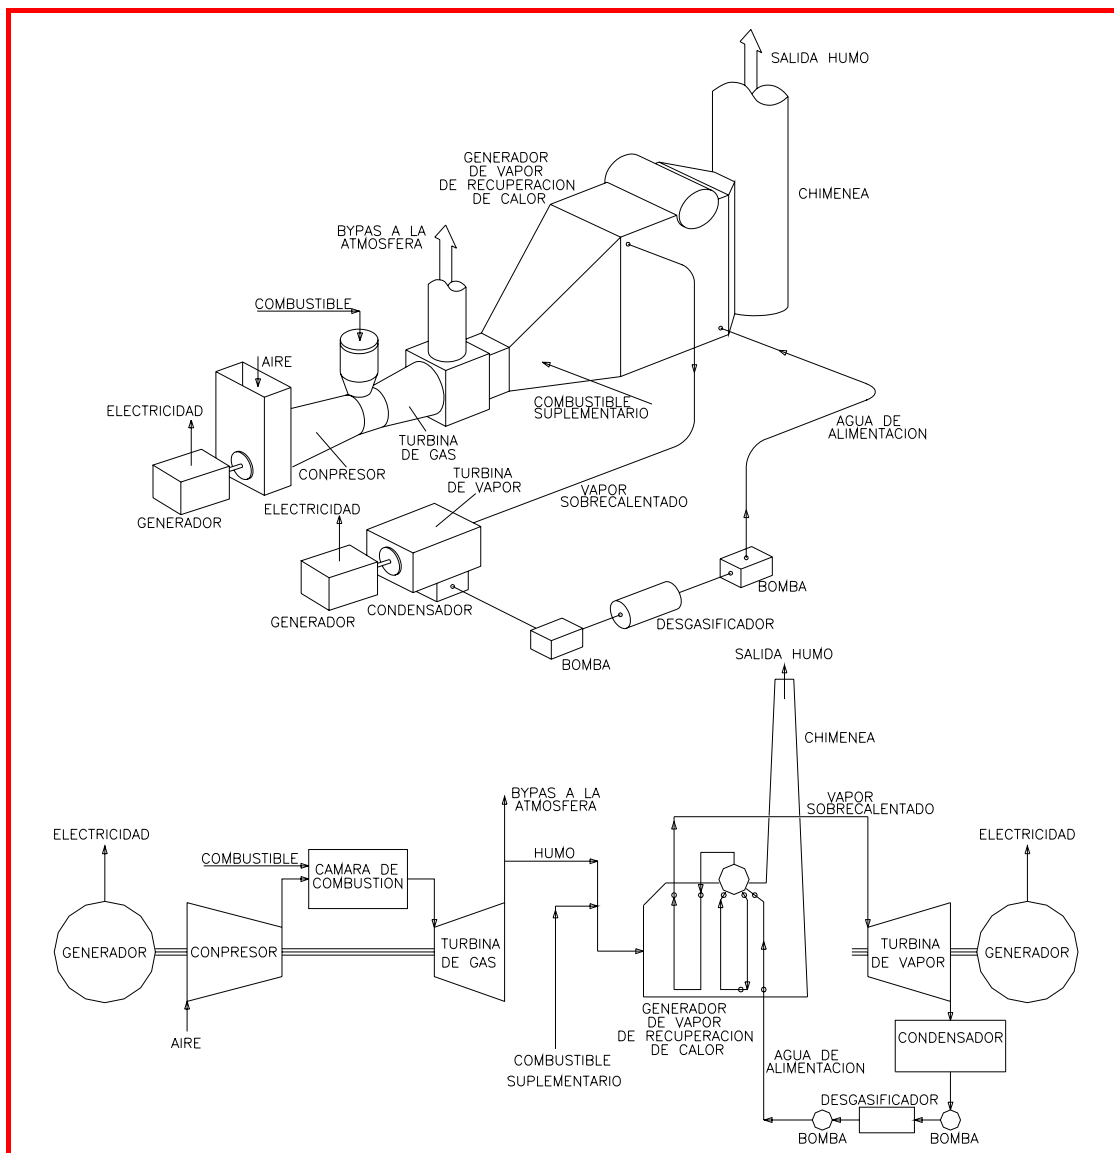 SALIDA HUMO
GENERADOR
DE VAPOR
DE RECUPERACION
DE CALOR
CHIMENEA
BYPAS A LA
ATMOSFERA
COMBUSTIBLE
AIRE
ELECTRICIDAD
COMBUSTIBLE
SUPLEMENTARIO
AGUA DE
ALIMENTACION
TURBINA
DE GAS
CONPRESOR
TURBINA
DE VAPOR
VAPOR
SOBRECALENTADO
ELECTRICIDAD
GENERADOR
BOMBA
CONDENSADOR
GENERADOR
DESGASIFICADOR
BOMBA
SALIDA HUMO
CHIMENEA
BYPAS A LA
ATMOSFERA
VAPOR
SOBRECALENTADO
ELECTRICIDAD
ELECTRICIDAD
COMBUSTIBLE
CAMARA DE
COMBUSTION
HUMO
GENERADOR
CONPRESOR
TURBINA
DE GAS
TURBINA
DE VAPOR
GENERADOR
GENERADOR
DE VAPOR
DE RECUPERACION
DE CALOR
AIRE
CONDENSADOR
COMBUSTIBLE
SUPLEMENTARIO
AGUA DE
ALIMENTACION
DESGASIFICADOR
BOMBA
BOMBA